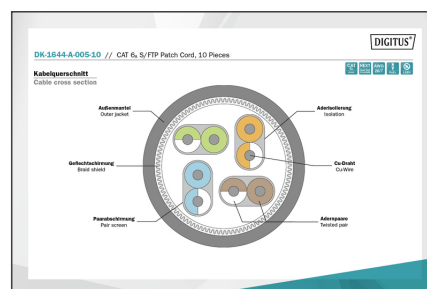 DIGITUS®
DK-1644-A-005-10 // CAT 6A S/FTP Patch Cord, 10 Pieces
Kabelquerschnitt
Cable cross section
Außenmantel
Outer jacket
Aderisolierung
Isolation
Geflechtschirmung
Braid shield
Cu-Draht
Cu-Wire
Paarabschirmung
Pair screen
Aderspaare
Twisted pair